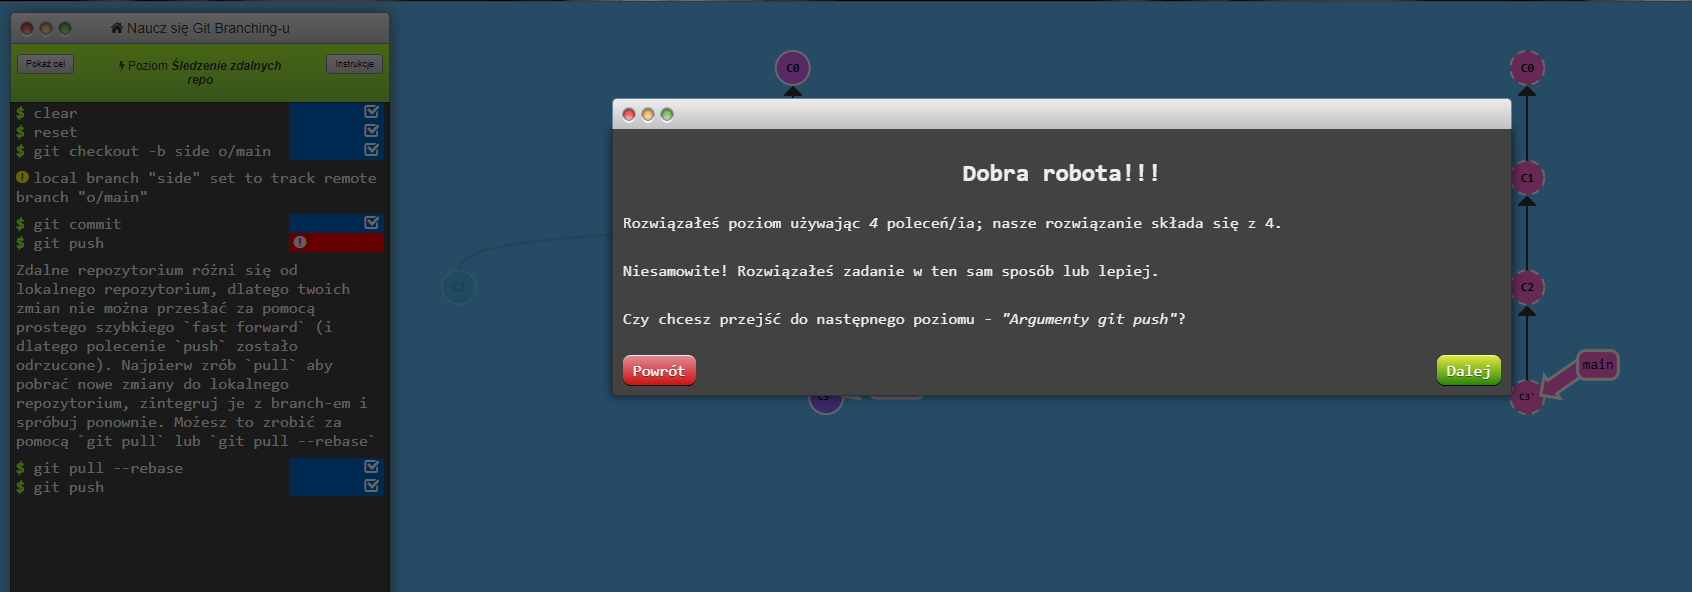 Naucz się Git Branching-u
Pokaż cel
Poziom Śledzenie zdalnych
repo
Instrukcje
$ clear
$ reset
$ git checkout -b side o/main
local branch "side" set to track remote
branch "o/main"
$ git commit
$ git push
Zdalne repozytorium różni się od
lokalnego repozytorium, dlatego twoich
zmian nie można przesłać za pomocą
prostego szybkiego `fast forward` (i
dlatego polecenie `push` zostało
odrzucone). Najpierw zrób `pull` aby
pobrać nowe zmiany do lokalnego
repozytorium, zintegruj je z branch-em i
spróbuj ponownie. Możesz to zrobić za
pomocą `git pull` lub `git pull --rebase`
$ git pull --rebase
$ git push
C0
C3
Dobra robota!!!
Rozwiązałeś poziom używając 4 poleceń/ia; nasze rozwiązanie składa się z 4.
Niesamowite! Rozwiązałeś zadanie w ten sam sposób lub lepiej.
Czy chcesz przejść do następnego poziomu - "Argumenty git push"?
Powrót
Dalej
C0
C1
C2
main
C3'